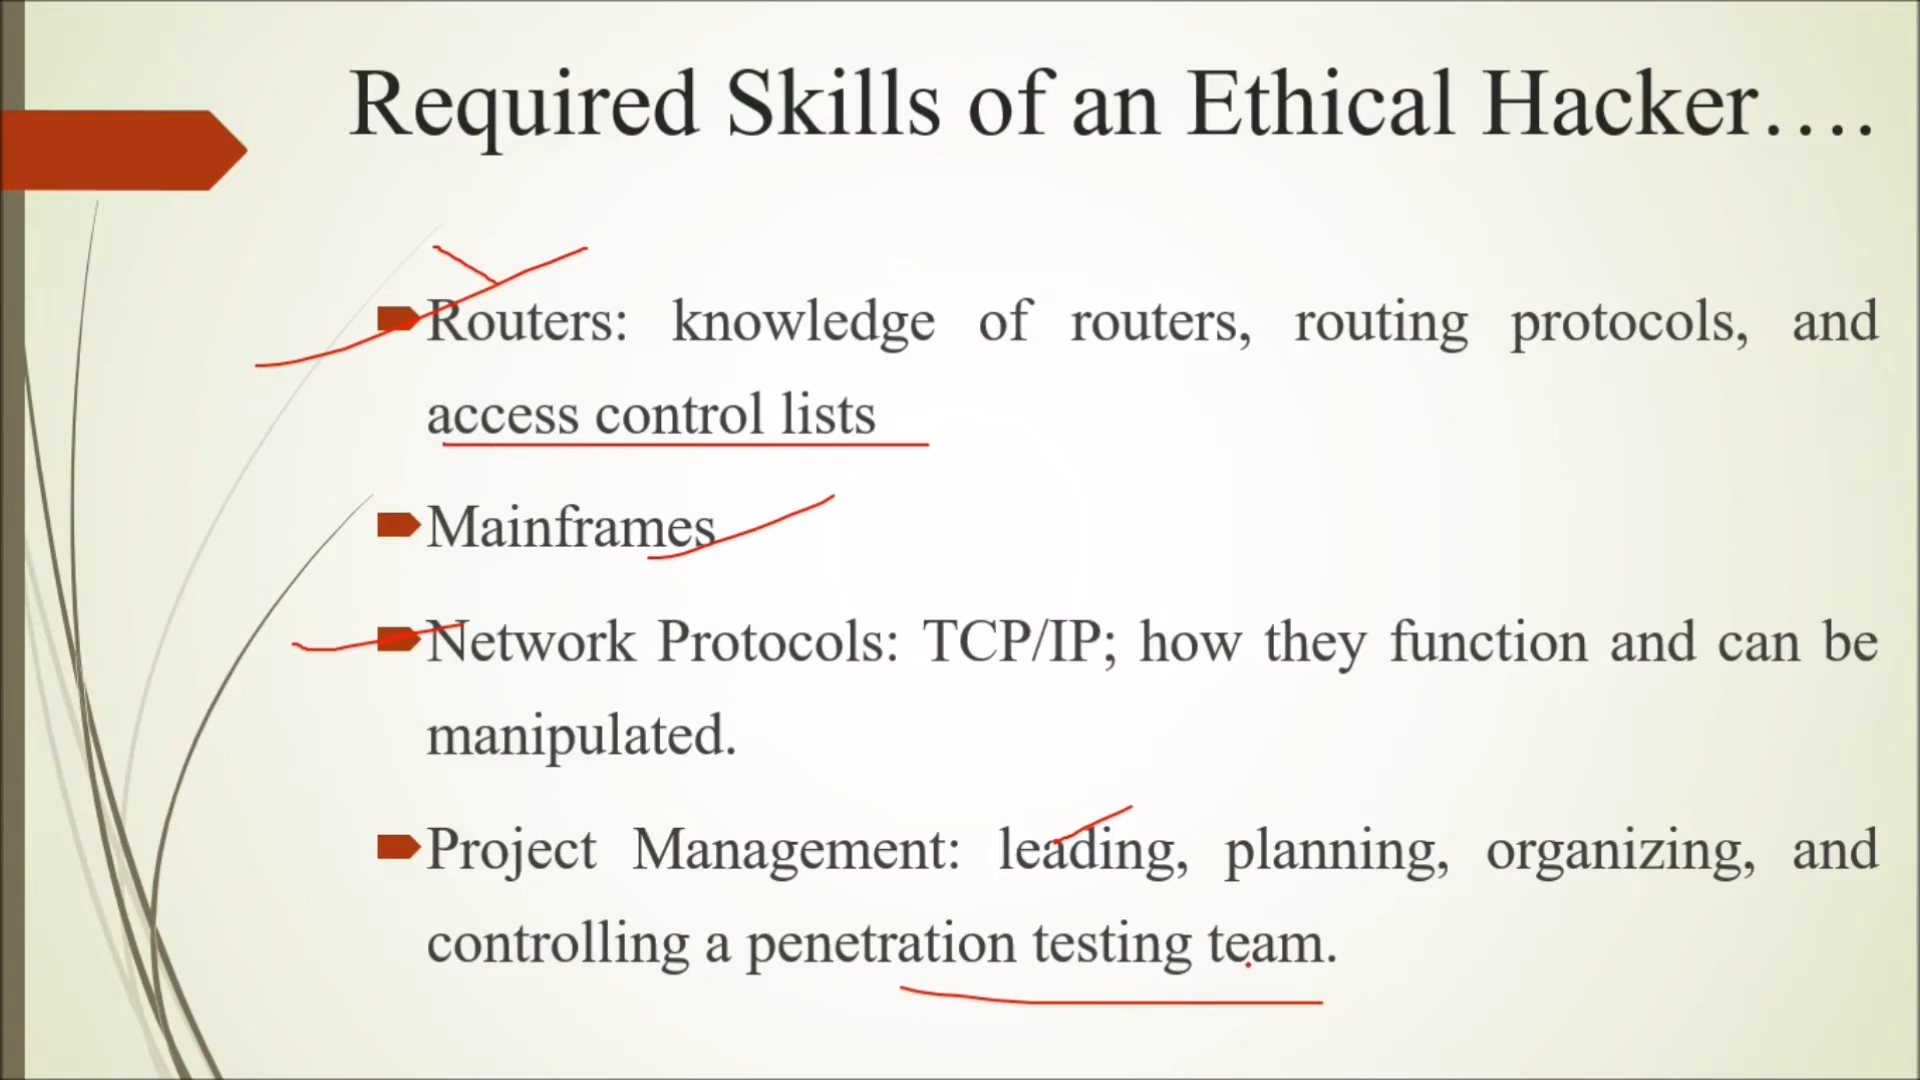 Required Skills of an Ethical Hacker....
Routers: knowledge of routers, routing protocols, and
access control lists
Mainframes
Network Protocols: TCP/IP; how they function and can be
manipulated.
Project Management: leading, planning, organizing, and
controlling a penetration testing team.